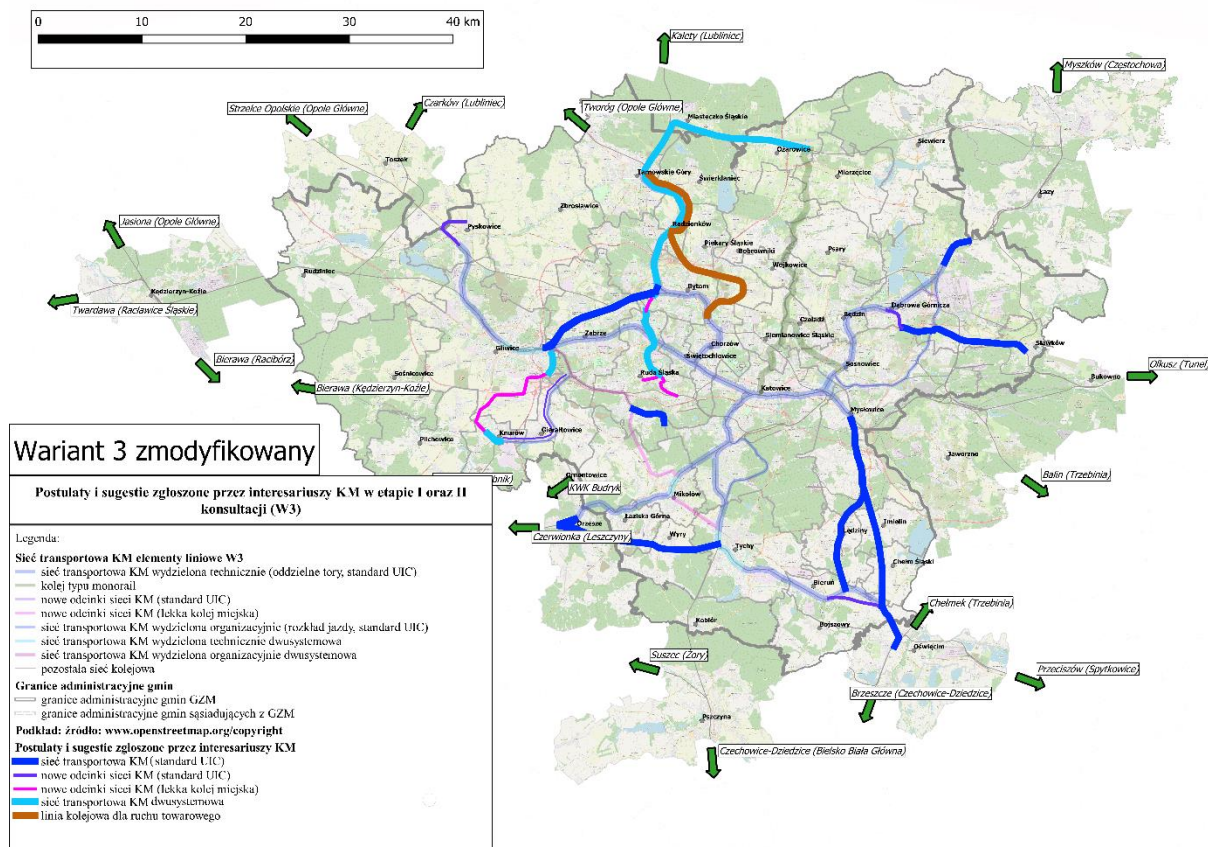 0 10 20 30 40 km
Kalety (Lubliniec)
Myszków (Częstochowa)
Strzelce Opolskie (Opole Główne)
Czarków (Lubliniec)
Tworóg (Opole Główne)
Miasteczko Śląskie
Ożarowice
Siewierz
Toszek
Tarnowskie Góry
Świerklaniec
Mierzęcice
Łazy
Zbrosławice
Pyskowice
Radzionków
Piekary Śląskie
Bobrowniki
Psary
Wojkowice
Jasiona (Opole Główne)
Rudziniec
Kędzierzyn-Koźle
Bytom
Dąbrowa Górnicza
Twardawa (Racławice Śląskie)
Będzin
Czeladź
Zabrze
Chorzów
Siemianowice Śląskie
Sławków
Bierawa (Racibórz)
Gliwice
Świętochłowice
Sosnowiec
Sośnicowice
Ruda Śląska
Katowice
Bukowno
Olkusz (Tunel)
Bierawa (Kędzierzyn-Koźle)
Mysłowice
Knurów
Gierałtowice
Pilchowice
Wariant 3 zmodyfikowany
Jaworzno
Balin (Trzebinia)
KWK Budryk
Mikołów
Orzesze
Łaziska Górne
Wyry
Tychy
Lędziny
Imielin
Chełm Śląski
Czerwionka (Leszczyny)
Bieruń
Bojszowy
Kobiór
Chełmek (Trzebinia)
Oświęcim
Suszec (Żory)
Przeciszów (Spytkowice)
Brzeszcze (Czechowice-Dziedzice)
Pszczyna
Czechowice-Dziedzice (Bielsko Biała Główna)
Postulaty i sugestie zgłoszone przez interesariuszy KM w etapie I oraz II
konsultacji (W3)
Legenda:
Sieć transportowa KM elementy liniowe W3
sieć transportowa KM wydzielona technicznie (oddzielne tory, standard UIC)
kolej typu monorail
nowe odcinki sieci KM (standard UIC)
nowe odcinki sieci KM (lekka kolej miejska)
sieć transportowa KM wydzielona organizacyjnie (rozkład jazdy, standard UIC)
sieć transportowa KM wydzielona technicznie dwusystemowa
sieć transportowa KM wydzielona organizacyjnie dwusystemowa
pozostała sieć kolejowa
Granice administracyjne gmin
granice administracyjne gmin GZM
granice administracyjne gmin sąsiadujących z GZM
Podkład: źródło: www.openstreetmap.org/copyright
Postulaty i sugestie zgłoszone przez interesariuszy KM
sieć transportowa KM (standard UIC)
nowe odcinki sieci KM (standard UIC)
nowe odcinki sieci KM (lekka kolej miejska)
sieć transportowa KM dwusystemowa
linia kolejowa dla ruchu towarowego